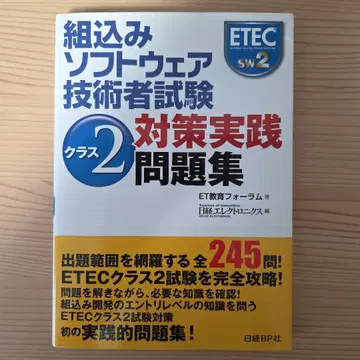 ETEC
SW2
組込み
ソフトウェア
技術者試験
クラス2
対策実践
問題集
ET教育フォーラム 著
日経エレクトロニクス 編
出題範囲を網羅する 全245問!
ETECクラス2試験を完全攻略!
問題を解きながら、必要な知識を確認!
組込み開発のエントリレベルの知識を問う
ETECクラス2試験対策
初の実践的問題集!
日経BP社